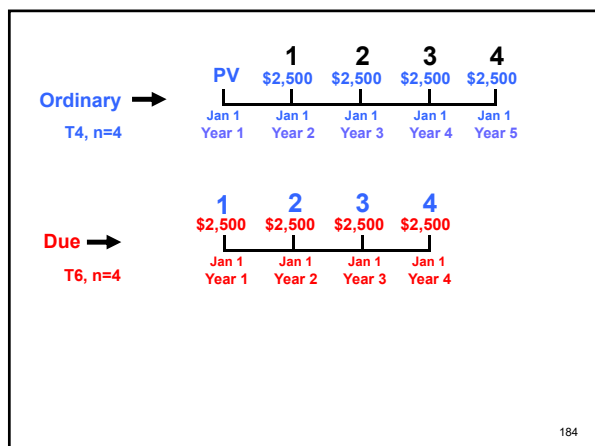 1 2 3 4
PV $2,500 $2,500 $2,500 $2,500
Ordinary
Jan 1 Jan 1 Jan 1 Jan 1 Jan 1
T4, n=4 Year 1 Year 2 Year 3 Year 4 Year 5
1 2 3 4
$2,500 $2,500 $2,500 $2,500
Due
Jan 1 Jan 1 Jan 1 Jan 1
T6, n=4 Year 1 Year 2 Year 3 Year 4
184